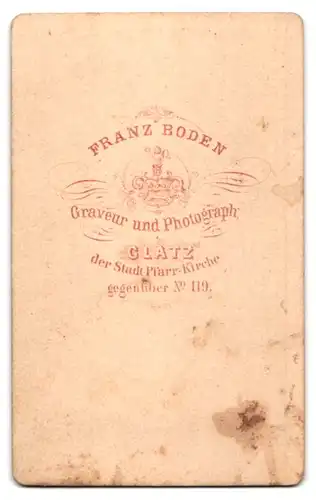 FRANZ BODEN
Graveur und Photograph
GLATZ
der Stadt Pfarr-Kirche
gegenüber No 119.